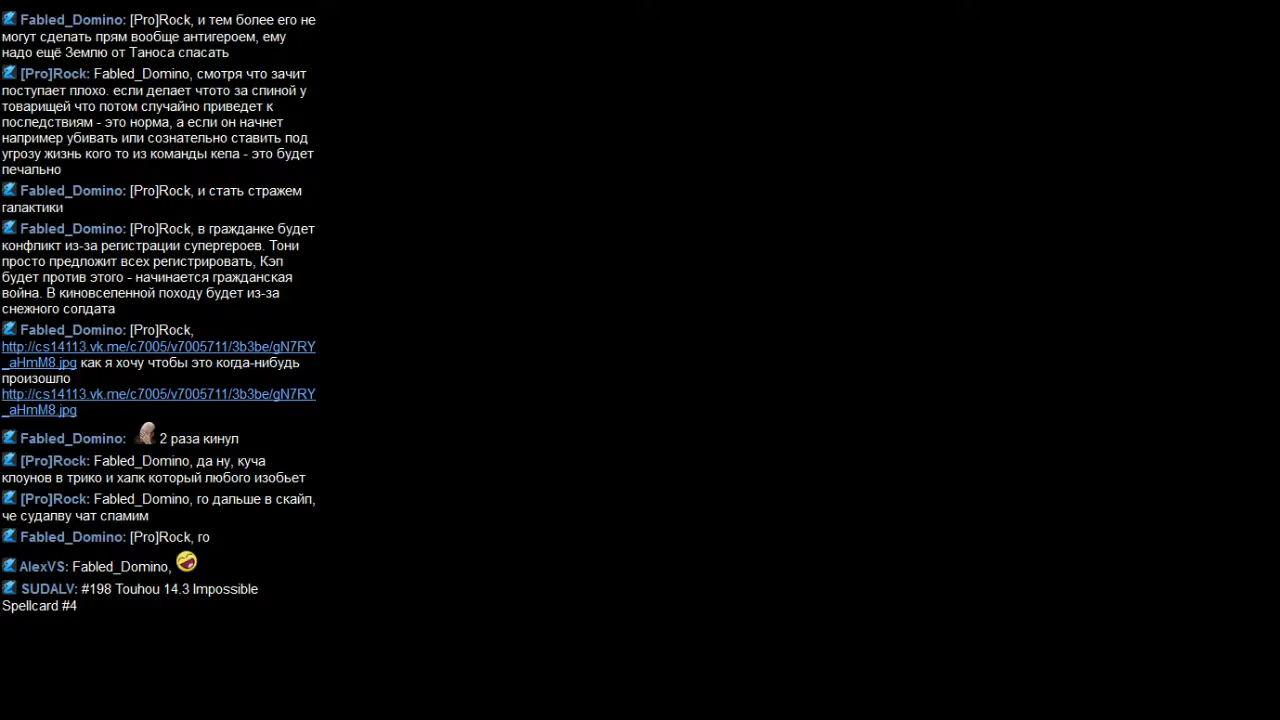 Fabled_Domino: [Pro]Rock, и тем более его не
могут сделать прям вообще антигероем, ему
надо ещё Землю от Таноса спасать
[Pro]Rock: Fabled_Domino, смотря что зачит
поступает плохо. если делает чтото за спиной у
товарищей что потом случайно приведет к
последствиям - это норма, а если он начнет
например убивать или сознательно ставить под
угрозу жизнь кого то из команды кепа - это будет
печально
Fabled_Domino: [Pro]Rock, и стать стражем
галактики
Fabled_Domino: [Pro]Rock, в гражданке будет
конфликт из-за регистрации супергероев. Тони
просто предложит всех регистрировать, Кэп
будет против этого - начинается гражданская
война. В киновселенной походу будет из-за
снежного солдата
Fabled_Domino: [Pro]Rock,
http://cs14113.vk.me/c7005/v7005711/3b3be/gN7RY
_aHmM8.jpg как я хочу чтобы это когда-нибудь
произошло
http://cs14113.vk.me/c7005/v7005711/3b3be/gN7RY
_aHmM8.jpg
Fabled_Domino: 2 раза кинул
[Pro]Rock: Fabled_Domino, да ну, куча
клоунов в трико и халк который любого изобьет
[Pro]Rock: Fabled_Domino, го дальше в скайп,
че судалву чат спамим
Fabled_Domino: [Pro]Rock, го
AlexVS: Fabled_Domino,
SUDALV: #198 Touhou 14.3 Impossible
Spellcard #4